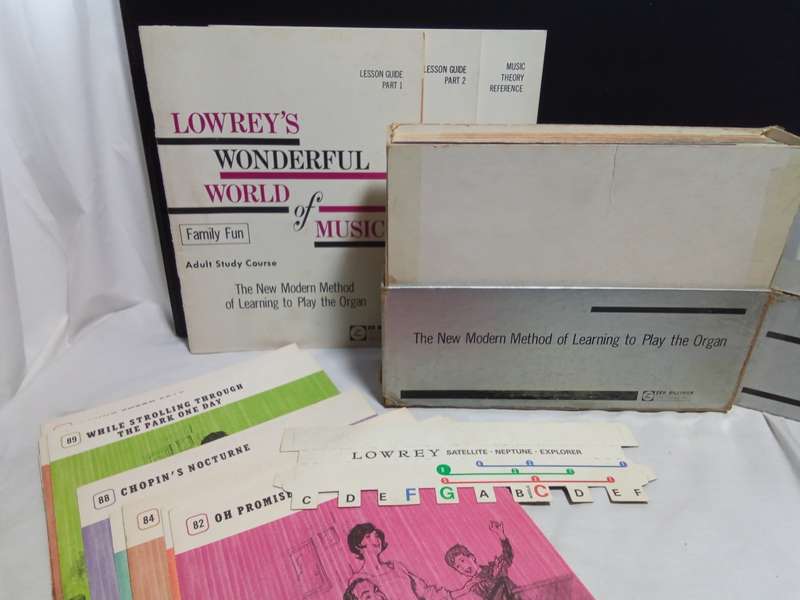 LESSON GUIDE
PART 1
LESSON GUIDE
PART 2
MUSIC
THEORY
REFERENCE
LOWREY'S
WONDERFUL
WORLD
of
MUSIC
Family Fun
Adult Study Course
The New Modern Method
of Learning to Play the Organ
The New Modern Method of Learning to Play the Organ
89 WHILE STROLLING THROUGH
THE PARK ONE DAY
88 CHOPIN'S NOCTURNE
84
82 OH PROMISE
LOWREY SATELLITE · NEPTUNE · EXPLORER
C D E F G A B C D E F